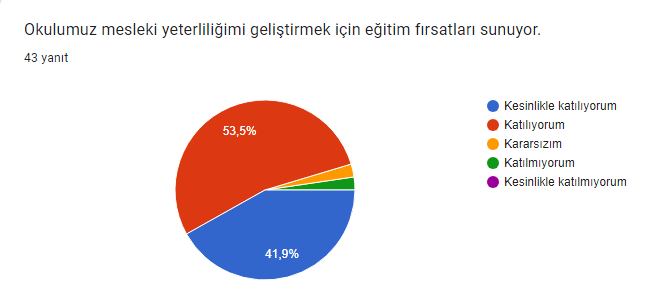 Okulumuz mesleki yeterliliğimi geliştirmek için eğitim fırsatları sunuyor.
43 yanıt
Kesinlikle katılıyorum
Katılıyorum
Kararsızım
Katılmıyorum
Kesinlikle katılmıyorum
53,5%
41,9%